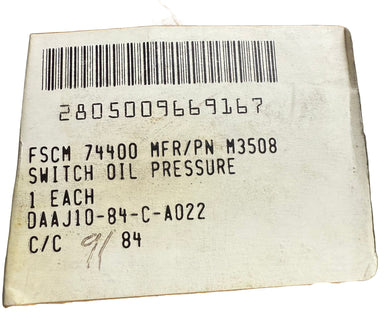 2805009669167
FSCM 74400 MFR/PN M3508
SWITCH OIL PRESSURE
1 EACH
DAAJ10-84-C-A022
C/C 9/ 84